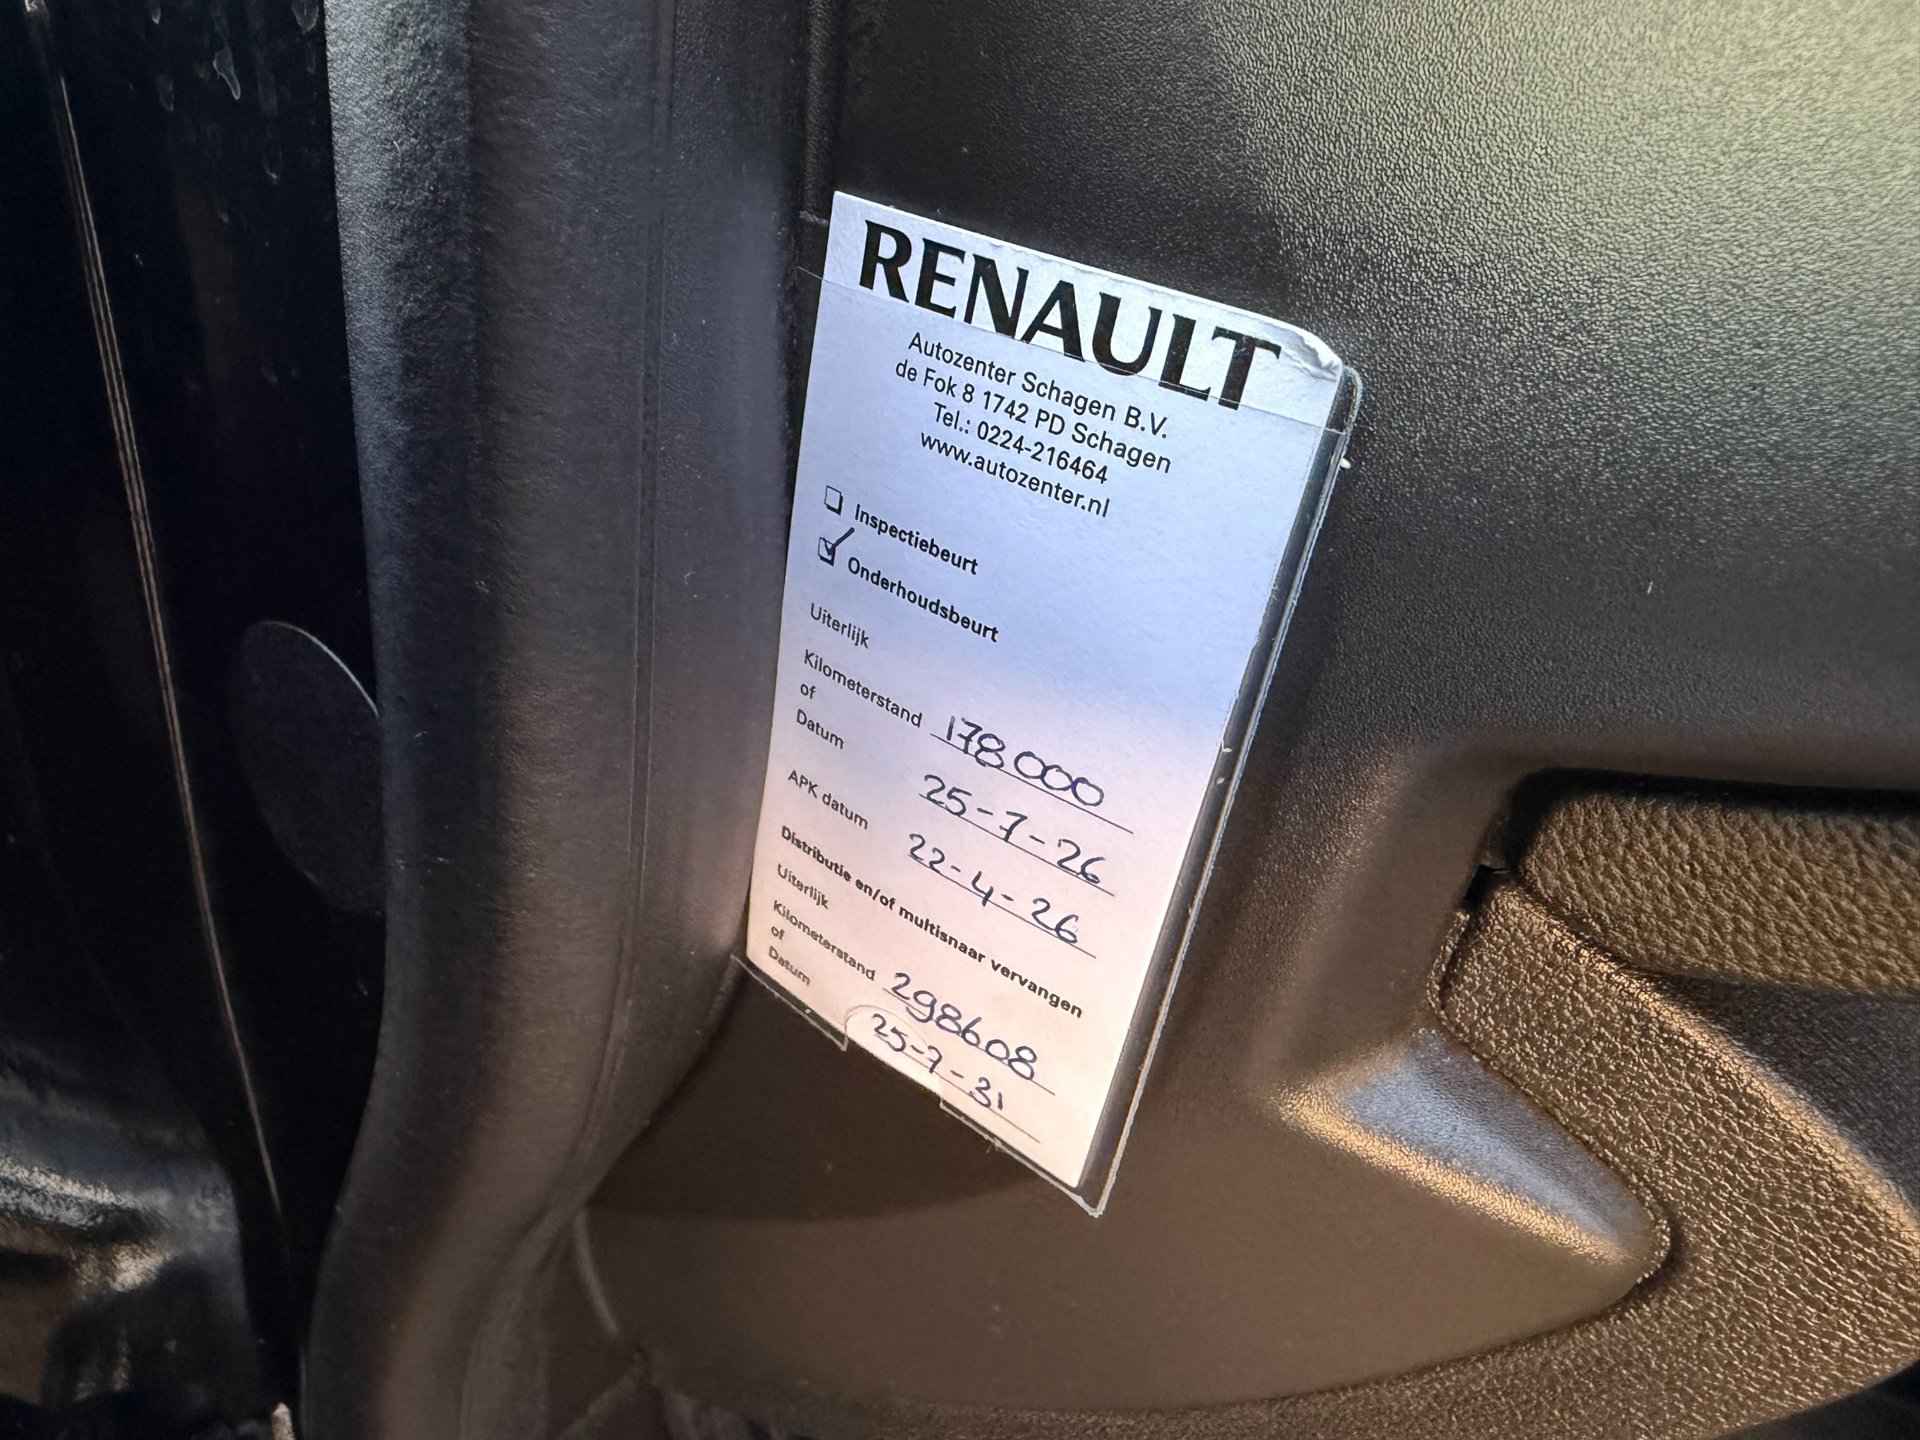 RENAULT
Autozenter Schagen B.V.
de Fok 8 1742 PD Schagen
Tel.: 0224-216464
www.autozenter.nl
Inspectiebeurt
Onderhoudsbeurt
Uiterlijk
Kilometerstand 178000
of
Datum 25-7-26
APK datum 22-4-26
Distributie en/of multisnaar vervangen
Uiterlijk
Kilometerstand 298608
of
Datum 25-7-31